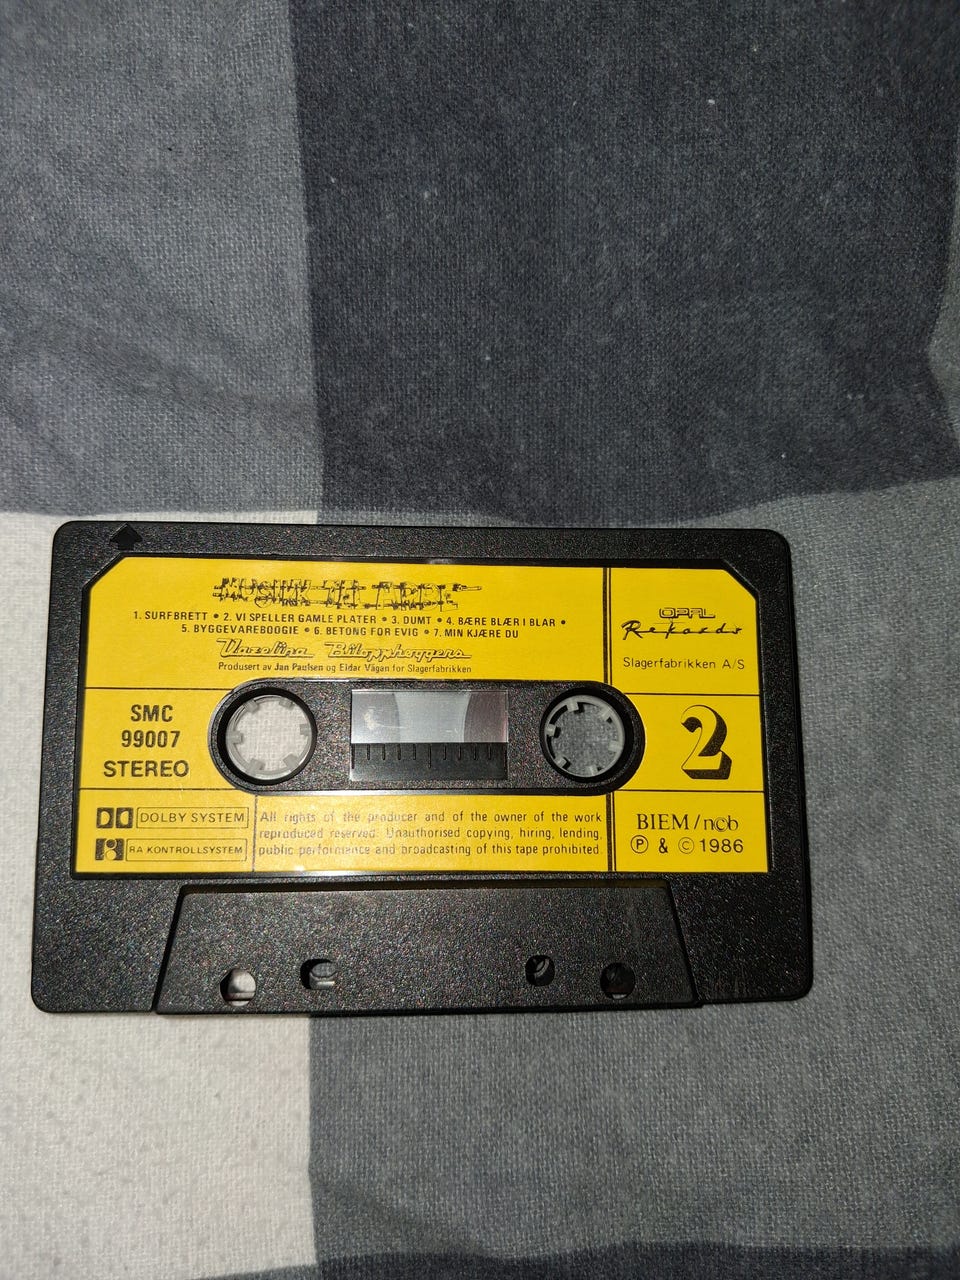 MUSIKK TIL ARBE
1. SURFBRETT • 2. VI SPELLER GAMLE PLATER • 3. DUMT • 4. BÆRE BLÆR I BLAR •
5. BYGGEVAREBOOGIE • 6. BETONG FOR EVIG • 7. MIN KJÆRE DU
Vazelina Bilopphøggers
Produsert av Jan Paulsen og Eldar Vågan for Slagerfabrikken
OPAL
Rekords
Slagerfabrikken A/S
SMC
99007
STEREO
2
DOLBY SYSTEM
RA KONTROLLSYSTEM
All rights of the producer and of the owner of the work
reproduced reserved. Unauthorised copying, hiring, lending,
public performance and broadcasting of this tape prohibited.
BIEM / ncb
Ⓟ & © 1986